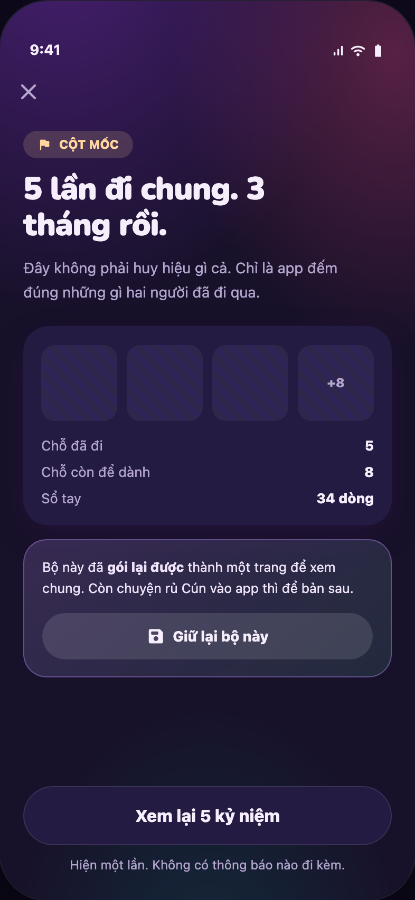 9:41
CỘT MỐC
5 lần đi chung. 3
tháng rồi.
Đây không phải huy hiệu gì cả. Chỉ là app đếm
đúng những gì hai người đã đi qua.
+8
Chỗ đã đi 5
Chỗ còn để dành 8
Sổ tay 34 dòng
Bộ này đã gói lại được thành một trang để xem
chung. Còn chuyện rủ Cún vào app thì để bản sau.
Giữ lại bộ này
Xem lại 5 kỷ niệm
Hiện một lần. Không có thông báo nào đi kèm.